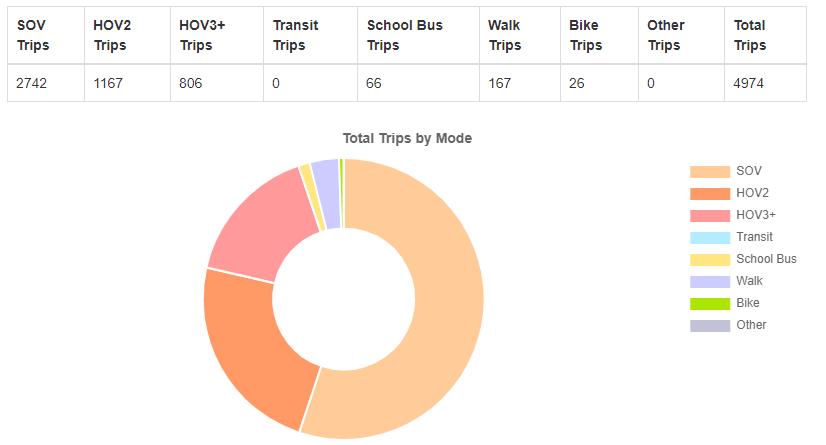 SOV Trips HOV2 Trips HOV3+ Trips Transit Trips School Bus Trips Walk Trips Bike Trips Other Trips Total Trips
2742 1167 806 0 66 167 26 0 4974
Total Trips by Mode
SOV
HOV2
HOV3+
Transit
School Bus
Walk
Bike
Other